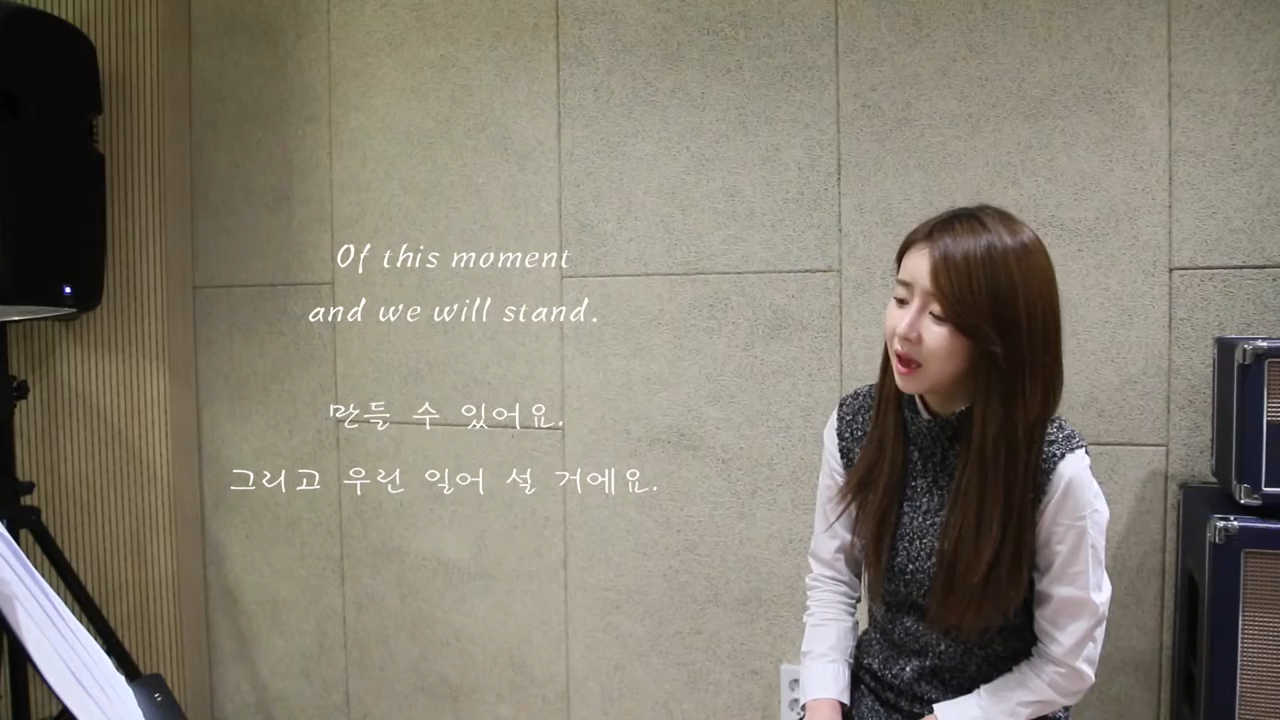 Of this moment
and we will stand.
만들 수 있어요.
그리고 우린 일어 설 거에요.